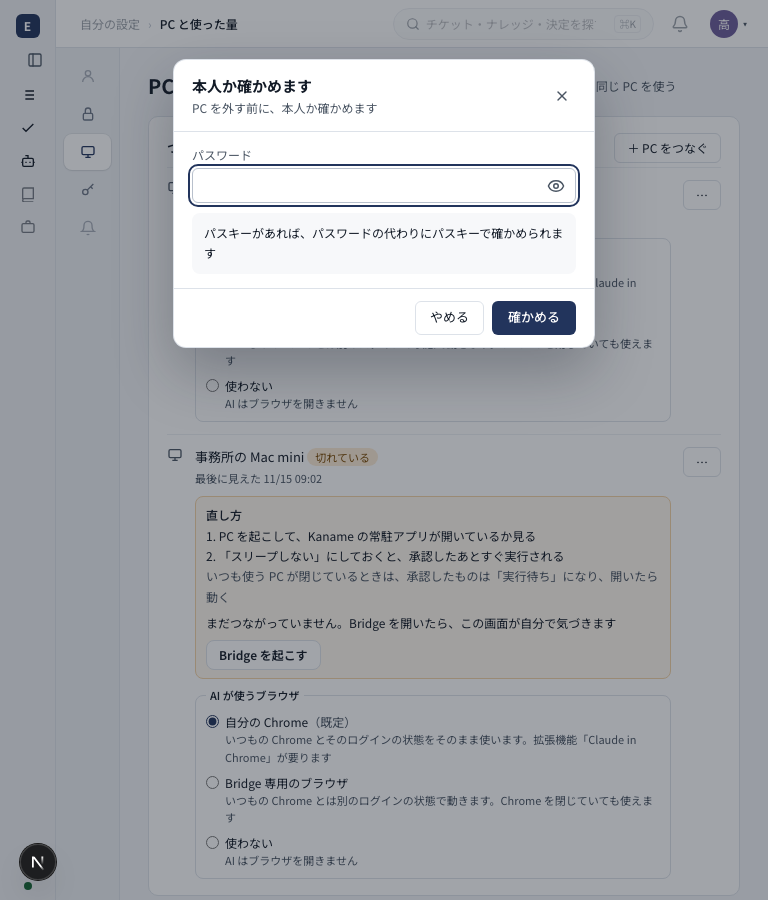 E
自分の設定 › PC と使った量
チケット・ナレッジ・決定を探
⌘K
高
PC
同じ PC を使う
本人か確かめます
PC を外す前に、本人か確かめます
パスワード
パスキーがあれば、パスワードの代わりにパスキーで確かめられま
す
やめる
確かめる
＋ PC をつなぐ
…
laude in
ていても使えま
す
使わない
AI はブラウザを開きません
事務所の Mac mini 切れている
…
最後に見えた 11/15 09:02
直し方
1. PC を起こして、Kaname の常駐アプリが開いているか見る
2. 「スリープしない」にしておくと、承認したあとすぐ実行される
いつも使う PC が閉じているときは、承認したものは「実行待ち」になり、開いたら
動く
まだつながっていません。Bridge を開いたら、この画面が自分で気づきます
Bridge を起こす
AI が使うブラウザ
自分の Chrome（既定）
いつもの Chrome とそのログインの状態をそのまま使います。拡張機能「Claude in
Chrome」が要ります
Bridge 専用のブラウザ
いつもの Chrome とは別のログインの状態で動きます。Chrome を閉じていても使えま
す
使わない
AI はブラウザを開きません
N